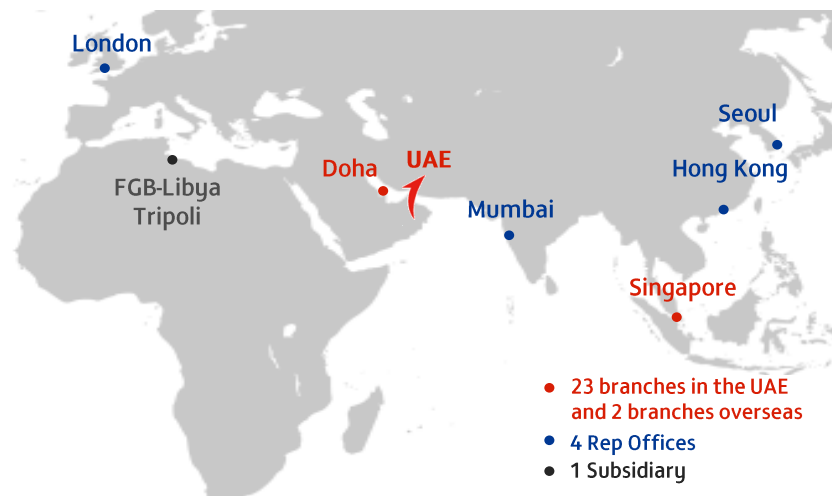 London
Seoul
Doha
UAE
Hong Kong
FGB-Libya
Tripoli
Mumbai
Singapore
23 branches in the UAE
and 2 branches overseas
4 Rep Offices
1 Subsidiary